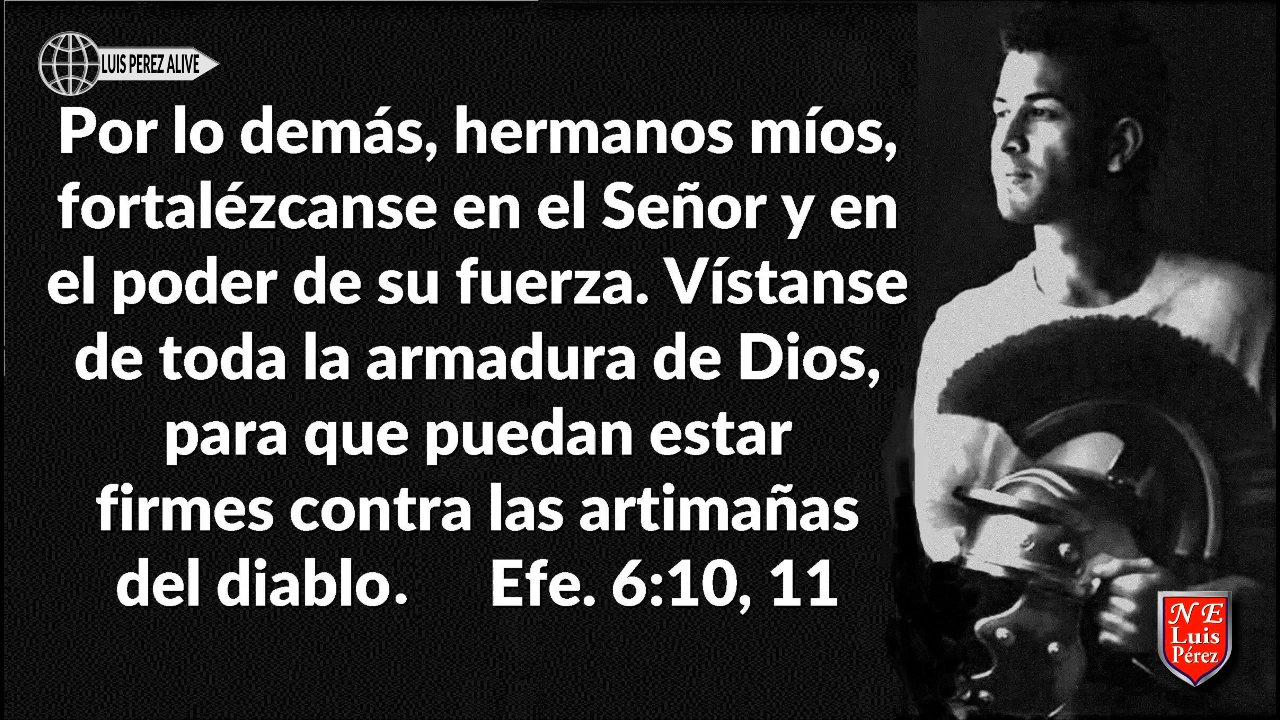 LUIS PEREZ ALIVE
Por lo demás, hermanos míos,
fortalézcanse en el Señor y en
el poder de su fuerza. Vístanse
de toda la armadura de Dios,
para que puedan estar
firmes contra las artimañas
del diablo. Efe. 6:10, 11
N E
Luis
Pérez